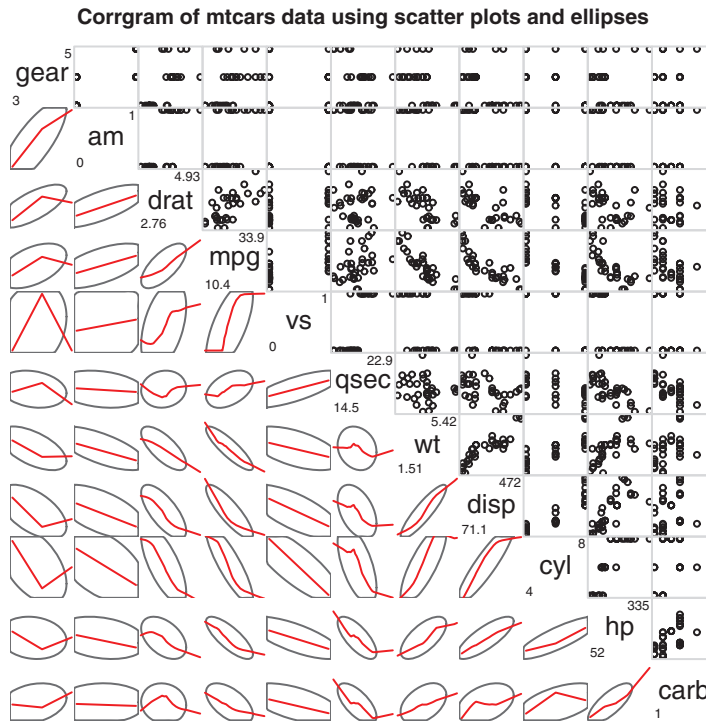 Corrgram of mtcars data using scatter plots and ellipses
5
gear
3
1
am
0
4.93
drat
2.76
33.9
mpg
10.4
1
vs
0
22.9
qsec
14.5
5.42
wt
1.51
472
disp
71.1
8
cyl
4
335
hp
52
carb
1